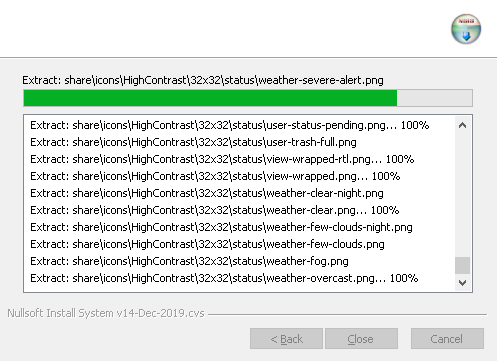 Extract: share\icons\HighContrast\32x32\status\weather-severe-alert.png
Extract: share\icons\HighContrast\32x32\status\user-status-pending.png... 100%
Extract: share\icons\HighContrast\32x32\status\user-trash-full.png
Extract: share\icons\HighContrast\32x32\status\view-wrapped-rtl.png... 100%
Extract: share\icons\HighContrast\32x32\status\view-wrapped.png... 100%
Extract: share\icons\HighContrast\32x32\status\weather-clear-night.png
Extract: share\icons\HighContrast\32x32\status\weather-clear.png... 100%
Extract: share\icons\HighContrast\32x32\status\weather-few-clouds-night.png
Extract: share\icons\HighContrast\32x32\status\weather-few-clouds.png
Extract: share\icons\HighContrast\32x32\status\weather-fog.png
Extract: share\icons\HighContrast\32x32\status\weather-overcast.png... 100%
Nullsoft Install System v14-Dec-2019.cvs
< Back
Close
Cancel